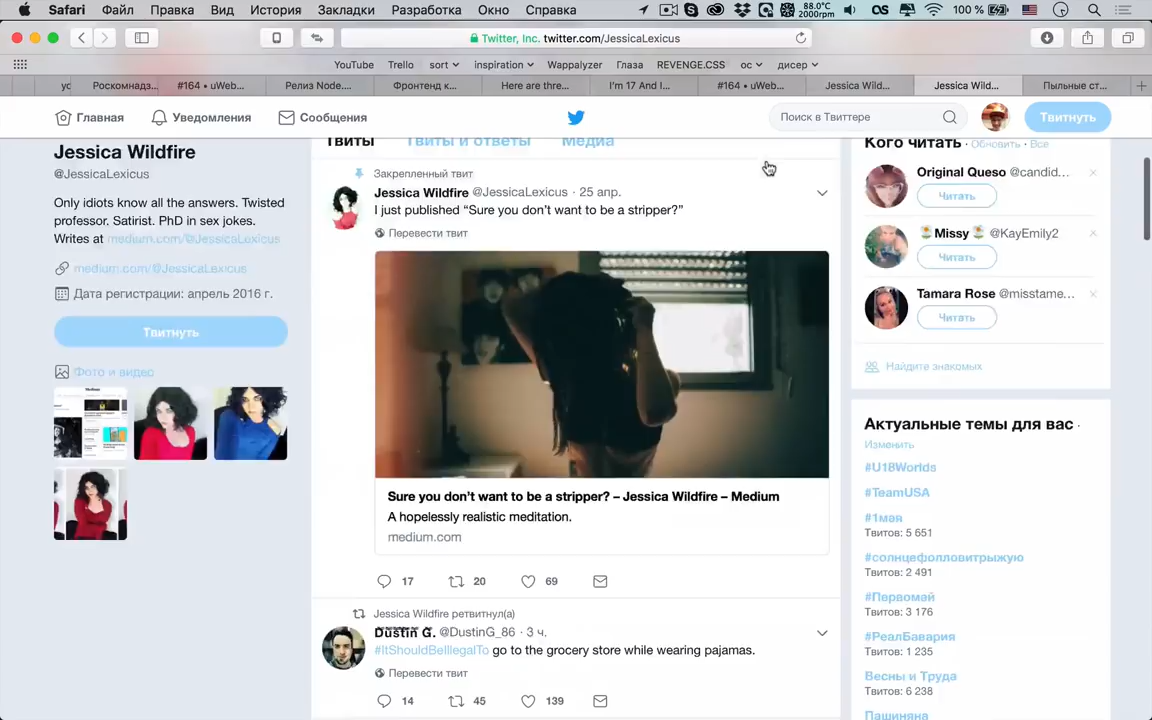 Safari Файл Правка Вид История Закладки Разработка Окно Справка 88.0°C 2000rpm 100 %
Twitter, Inc. twitter.com/JessicaLexicus
YouTube Trello sort inspiration Wappalyzer Глаза REVENGE.CSS ос дисер
Роскомнадз... #164 • uWeb... Релиз Node.... Фронтенд к... Here are thre... I'm 17 And I... #164 • uWeb... Jessica Wild... Jessica Wild... Пыльные ст...
Главная Уведомления Сообщения Поиск в Твиттере Твитнуть
Jessica Wildfire
@JessicaLexicus
Only idiots know all the answers. Twisted
professor. Satirist. PhD in sex jokes.
Writes at medium.com/@JessicaLexicus
medium.com/@JessicaLexicus
Дата регистрации: апрель 2016 г.
Твитнуть
Фото и видео
Твиты Твиты и ответы Медиа
Закрепленный твит
Jessica Wildfire @JessicaLexicus · 25 апр.
I just published “Sure you don’t want to be a stripper?”
Перевести твит
Sure you don’t want to be a stripper? – Jessica Wildfire – Medium
A hopelessly realistic meditation.
medium.com
17 20 69
Jessica Wildfire ретвитнул(а)
Dustin G. @DustinG_86 · 3 ч.
#ItShouldBeIllegalTo go to the grocery store while wearing pajamas.
Перевести твит
14 45 139
Кого читать · Обновить · Все
Original Queso @candid...
Читать
Missy @KayEmily2
Читать
Tamara Rose @misstame...
Читать
Найдите знакомых
Актуальные темы для вас ·
Изменить
#U18Worlds
#TeamUSA
#1мая
Твитов: 5 651
#солнцефолловитрыжую
Твитов: 2 491
#Первомай
Твитов: 3 176
#РеалБавария
Твитов: 1 235
Весны и Труда
Твитов: 6 238
Пашиняна